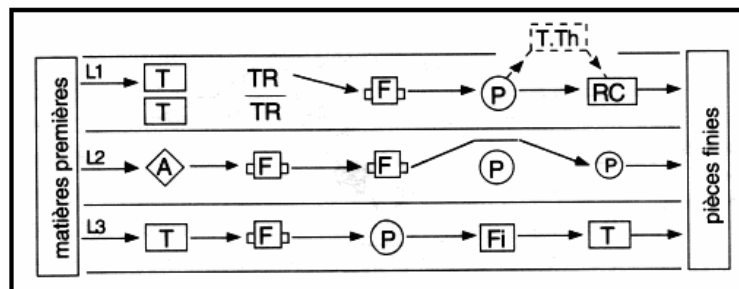 matières premières
T.Th
L1 T TR F P RC
T TR
L2 A F F P P
L3 T F P Fi T
pièces finies